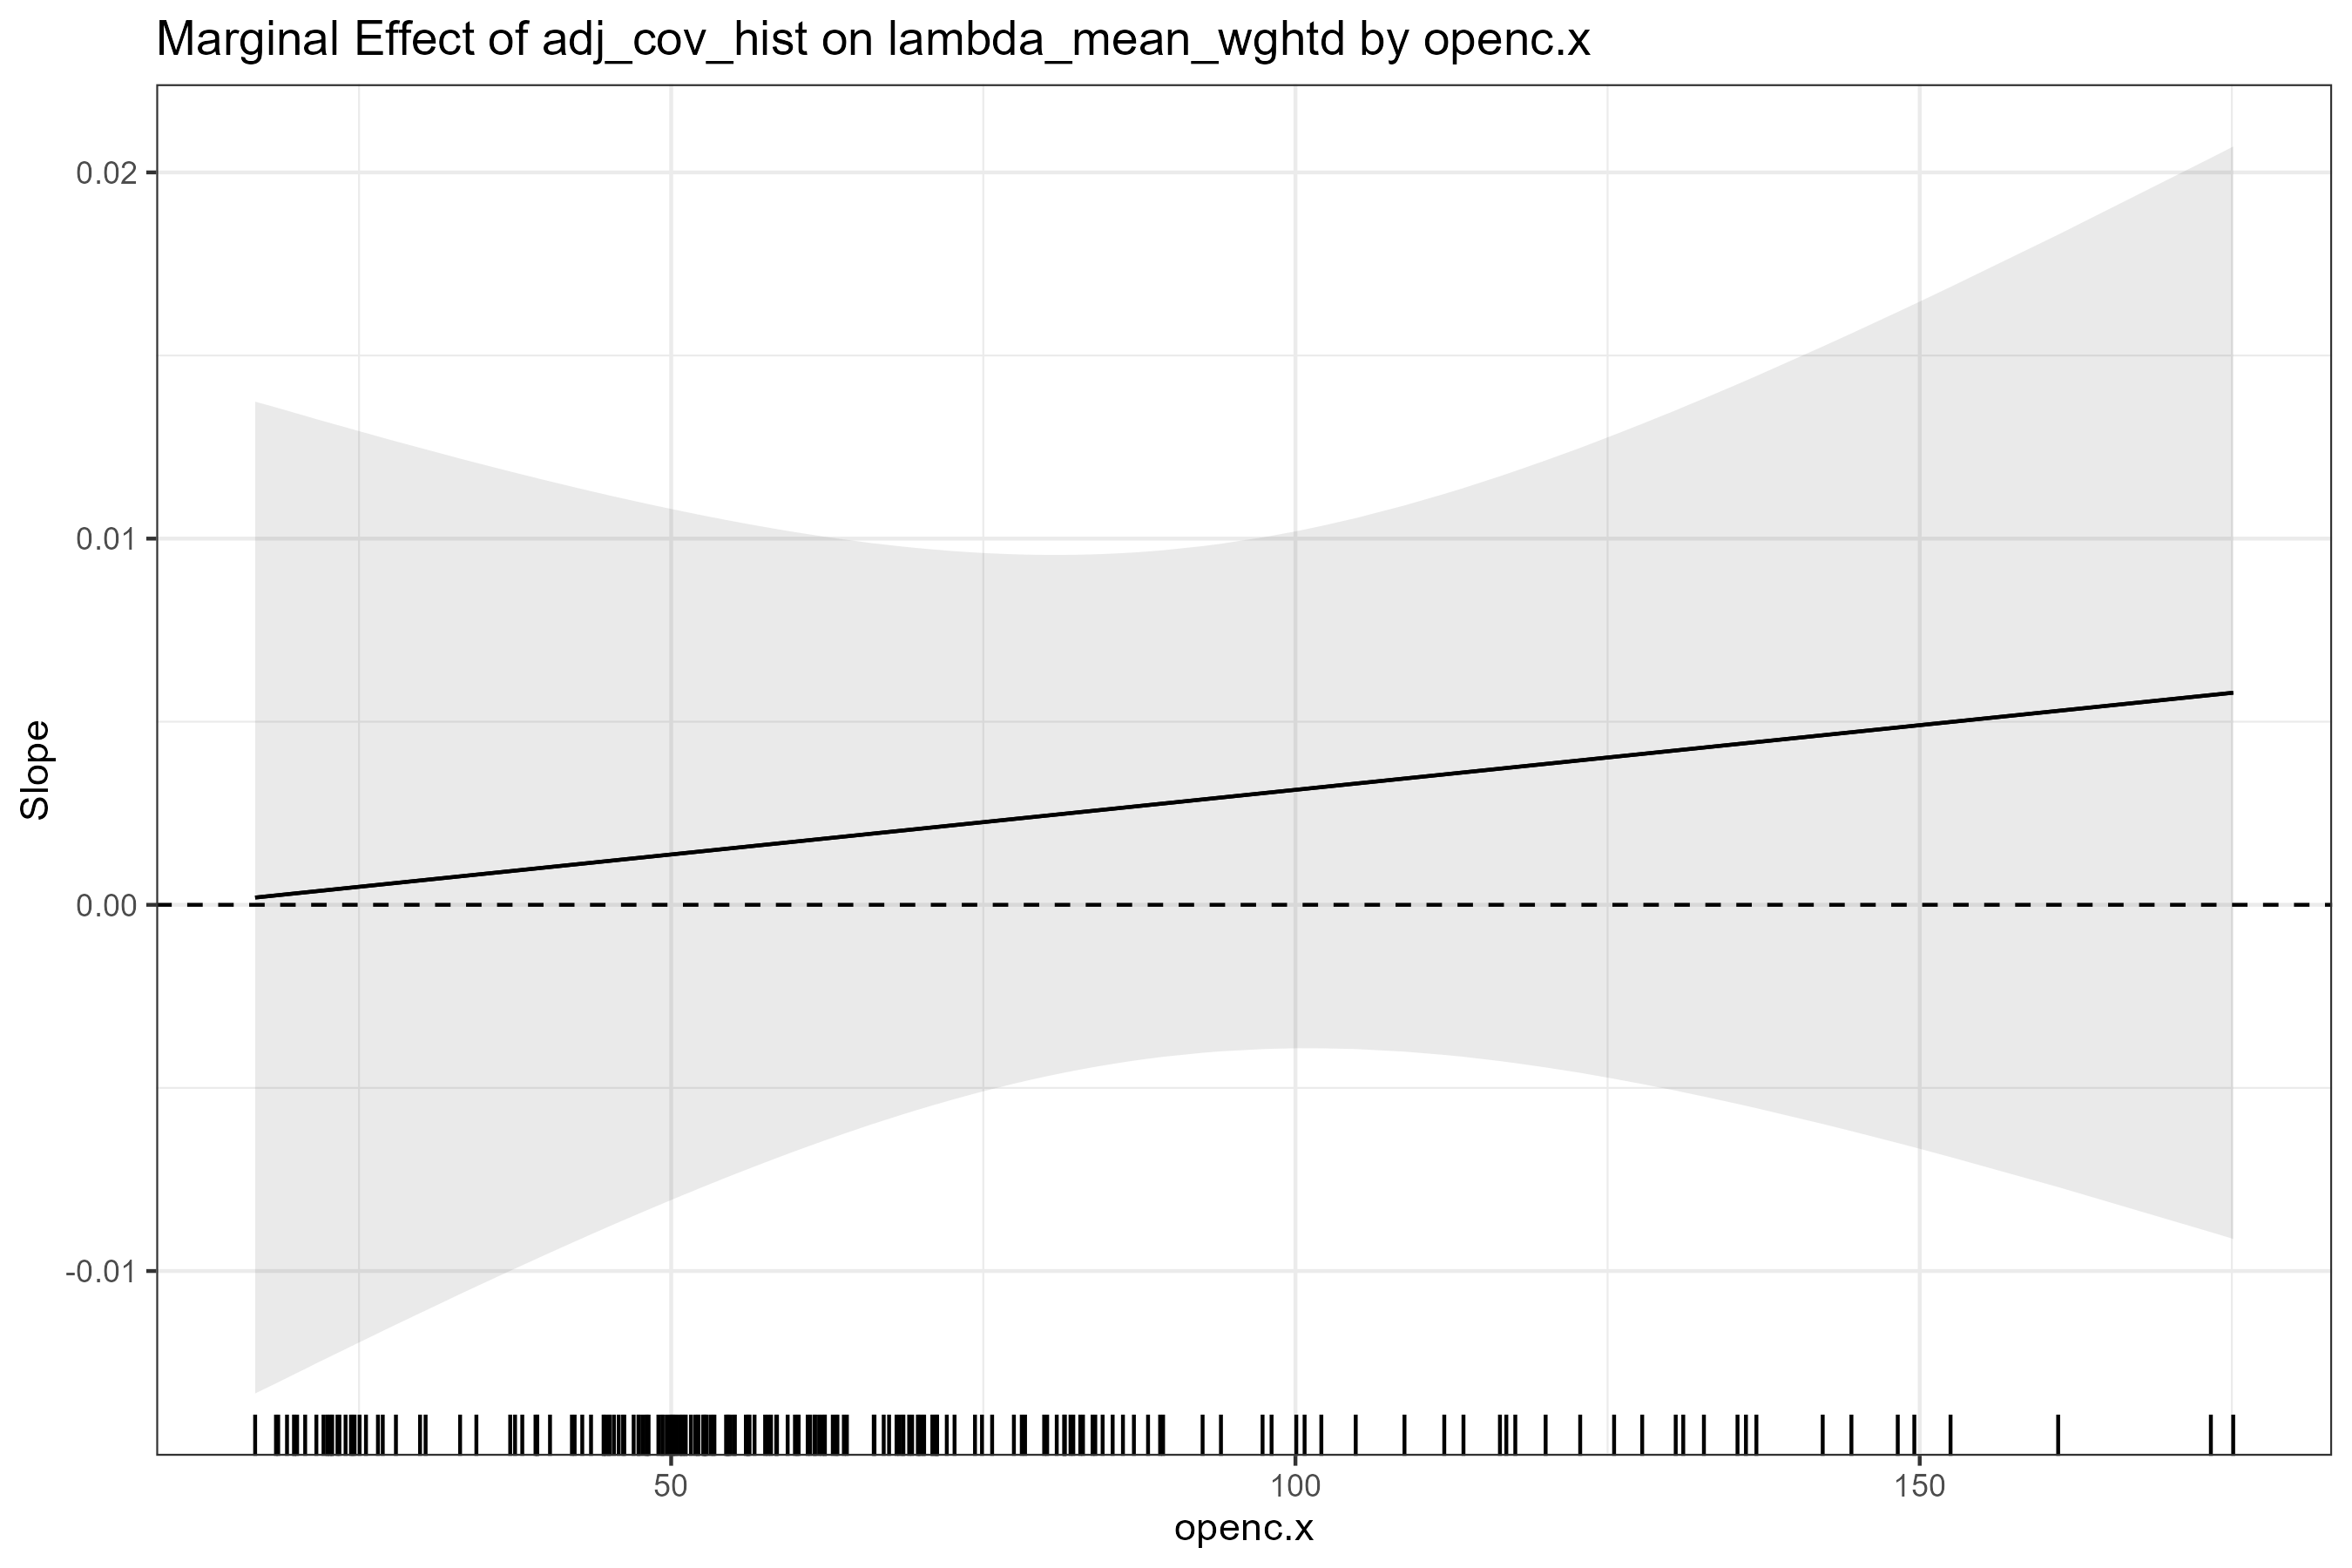 Marginal Effect of adj_cov_hist on lambda_mean_wghtd by openc.x
0.02
0.01
0.00
-0.01
Slope
50
100
150
openc.x